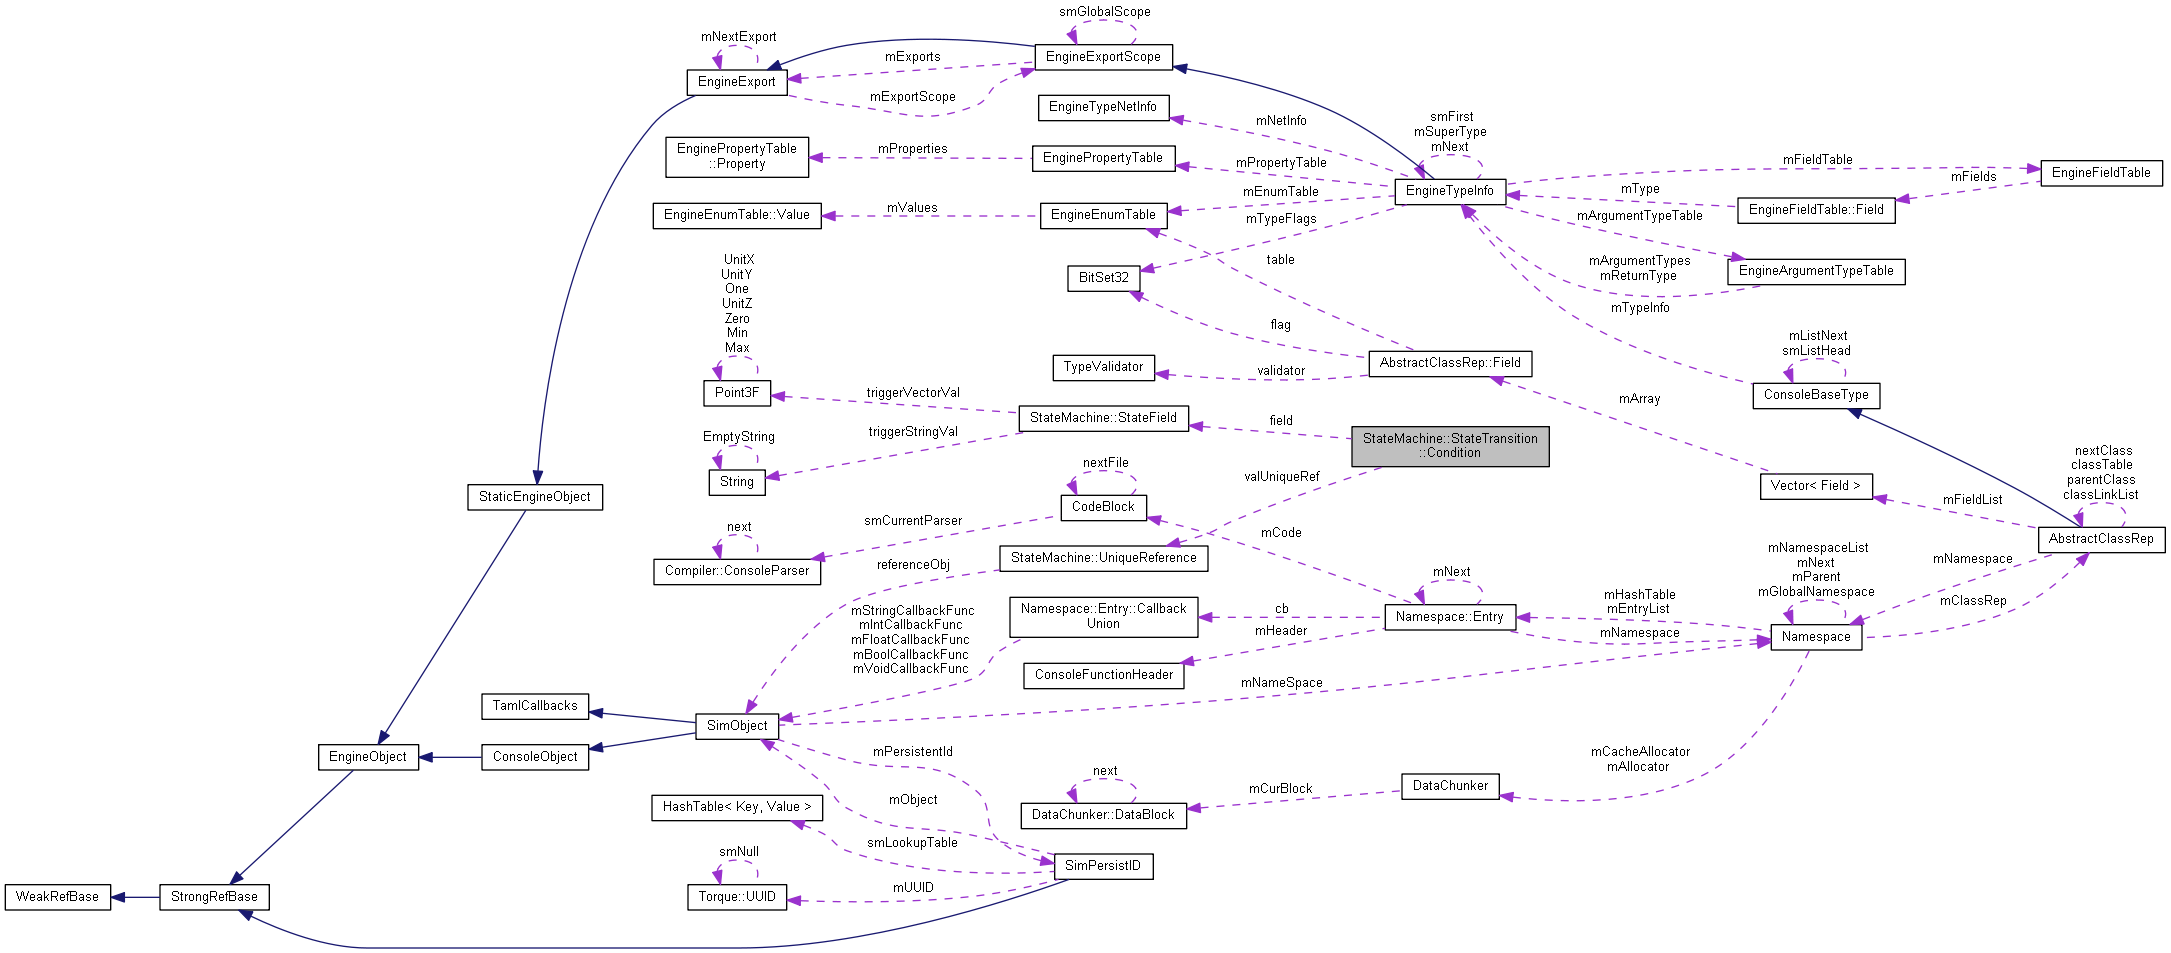 smGlobalScope
mNextExport
EngineExportScope
mExports
EngineExport
mExportScope
EngineTypeNetInfo
mNetInfo
smFirst
mSuperType
mNext
EnginePropertyTable
::Property
mProperties
EnginePropertyTable
mPropertyTable
mFieldTable
EngineFieldTable
mFields
EngineTypeInfo
mType
mEnumTable
EngineEnumTable::Value
mValues
EngineEnumTable
mTypeFlags
EngineFieldTable::Field
mArgumentTypeTable
UnitX
UnitY
One
UnitZ
Zero
Min
Max
BitSet32
table
mArgumentTypes
mReturnType
EngineArgumentTypeTable
mTypeInfo
flag
mListNext
smListHead
TypeValidator
validator
AbstractClassRep::Field
Point3F
triggerVectorVal
ConsoleBaseType
mArray
StateMachine::StateField
field
triggerStringVal
EmptyString
String
StateMachine::StateTransition
::Condition
nextClass
classTable
parentClass
classLinkList
StaticEngineObject
nextFile
valUniqueRef
CodeBlock
Vector< Field >
mFieldList
smCurrentParser
next
mCode
AbstractClassRep
Compiler::ConsoleParser
referenceObj
StateMachine::UniqueReference
mNext
mNamespaceList
mNext
mParent
mGlobalNamespace
mNamespace
mClassRep
mStringCallbackFunc
mIntCallbackFunc
mFloatCallbackFunc
mBoolCallbackFunc
mVoidCallbackFunc
Namespace::Entry::Callback
Union
cb
mHeader
Namespace::Entry
mHashTable
mEntryList
mNamespace
Namespace
ConsoleFunctionHeader
mNameSpace
TamlCallbacks
SimObject
EngineObject
ConsoleObject
mPersistentId
mCacheAllocator
mAllocator
HashTable< Key, Value >
mObject
next
DataChunker::DataBlock
mCurBlock
DataChunker
smLookupTable
smNull
SimPersistID
mUUID
Torque::UUID
WeakRefBase
StrongRefBase